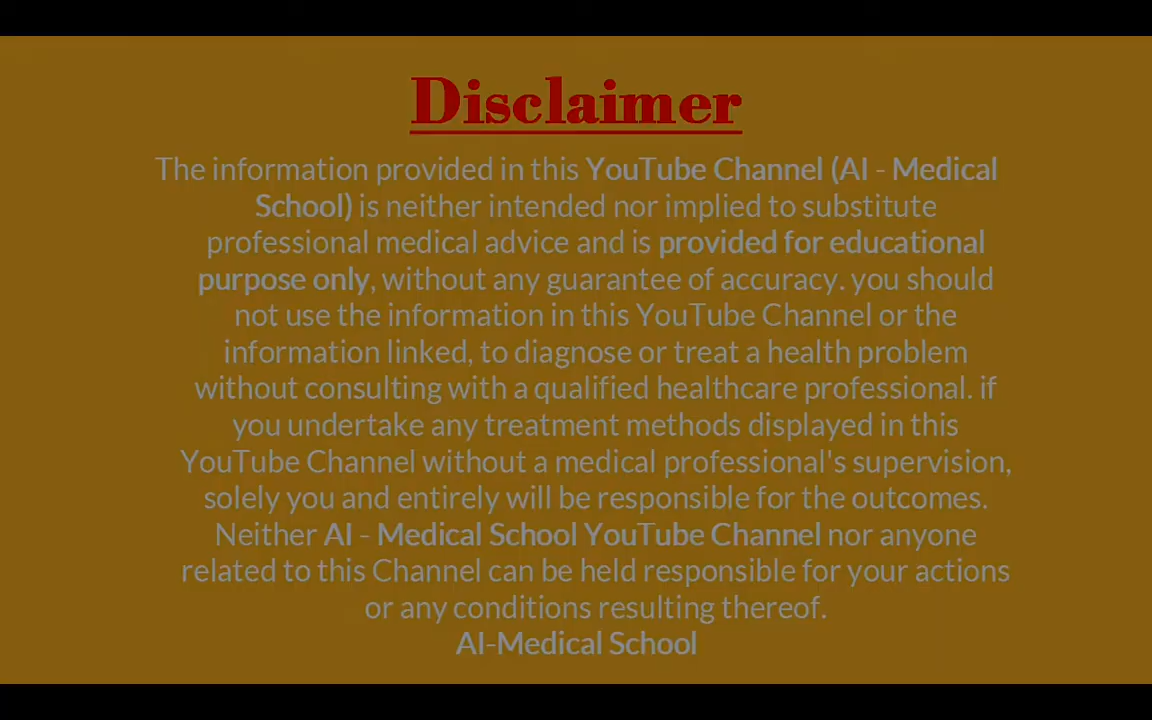 Disclaimer
The information provided in this YouTube Channel (AI - Medical
School) is neither intended nor implied to substitute
professional medical advice and is provided for educational
purpose only, without any guarantee of accuracy. you should
not use the information in this YouTube Channel or the
information linked, to diagnose or treat a health problem
without consulting with a qualified healthcare professional. if
you undertake any treatment methods displayed in this
YouTube Channel without a medical professional's supervision,
solely you and entirely will be responsible for the outcomes.
Neither AI - Medical School YouTube Channel nor anyone
related to this Channel can be held responsible for your actions
or any conditions resulting thereof.
AI-Medical School